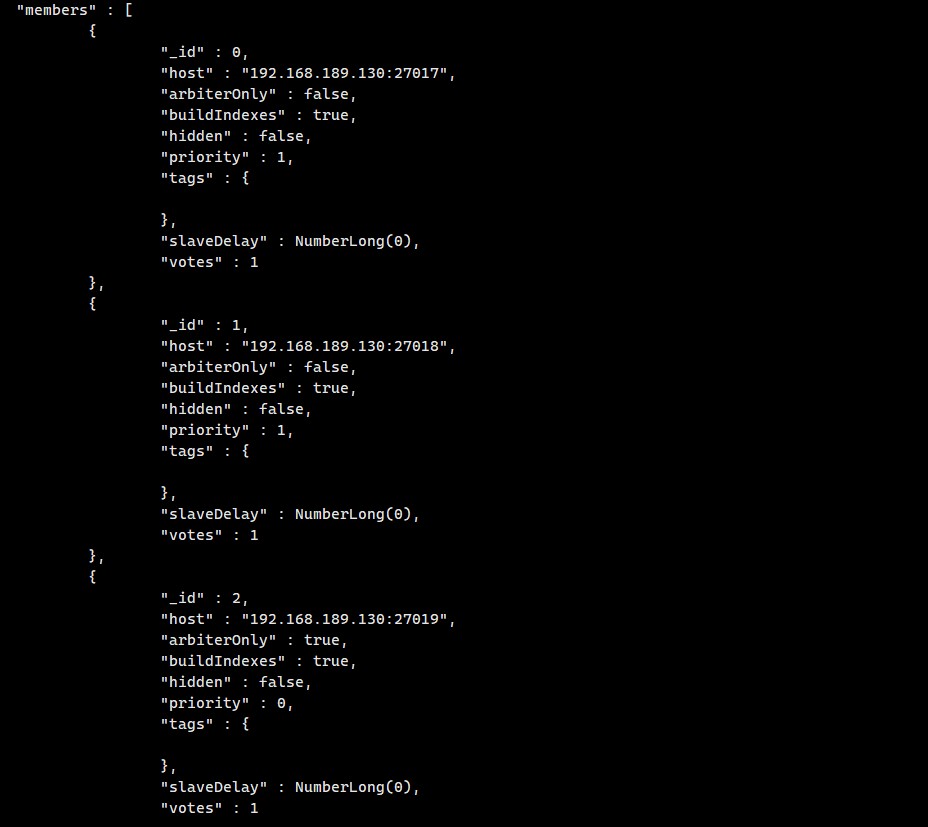 "members" : [
{
"_id" : 0,
"host" : "192.168.189.130:27017",
"arbiterOnly" : false,
"buildIndexes" : true,
"hidden" : false,
"priority" : 1,
"tags" : {
},
"slaveDelay" : NumberLong(0),
"votes" : 1
},
{
"_id" : 1,
"host" : "192.168.189.130:27018",
"arbiterOnly" : false,
"buildIndexes" : true,
"hidden" : false,
"priority" : 1,
"tags" : {
},
"slaveDelay" : NumberLong(0),
"votes" : 1
},
{
"_id" : 2,
"host" : "192.168.189.130:27019",
"arbiterOnly" : true,
"buildIndexes" : true,
"hidden" : false,
"priority" : 0,
"tags" : {
},
"slaveDelay" : NumberLong(0),
"votes" : 1